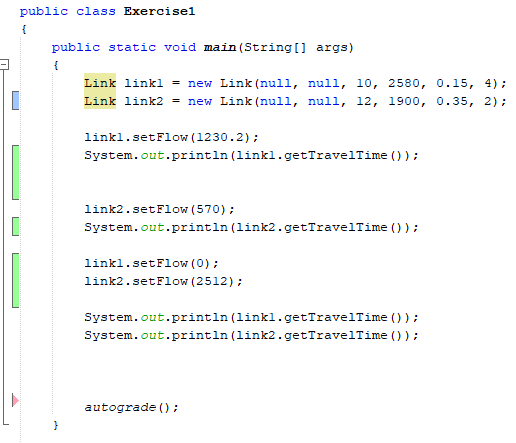 public class Exercise1
{
public static void main(String[] args)
{
Link link1 = new Link(null, null, 10, 2580, 0.15, 4);
Link link2 = new Link(null, null, 12, 1900, 0.35, 2);
link1.setFlow(1230.2);
System.out.println(link1.getTravelTime());
link2.setFlow(570);
System.out.println(link2.getTravelTime());
link1.setFlow(0);
link2.setFlow(2512);
System.out.println(link1.getTravelTime());
System.out.println(link2.getTravelTime());
autograde();
}